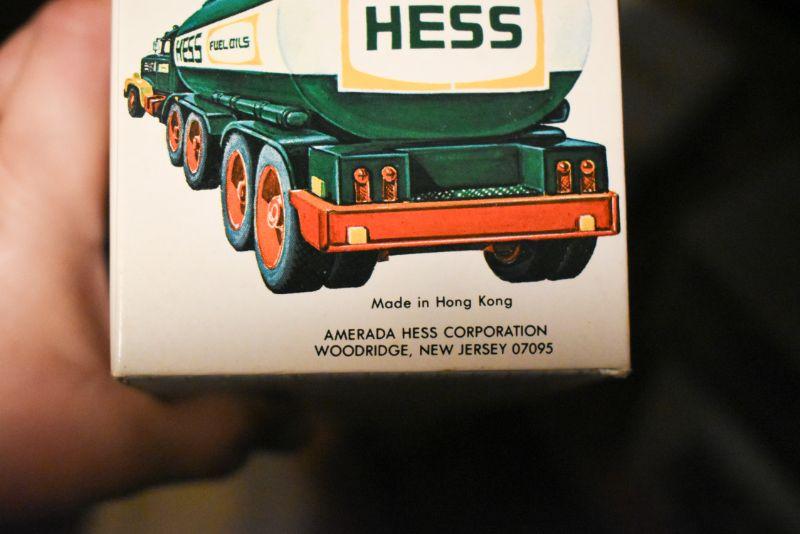 HESS
HESS
FUEL OILS
Made in Hong Kong
AMERADA HESS CORPORATION
WOODRIDGE, NEW JERSEY 07095